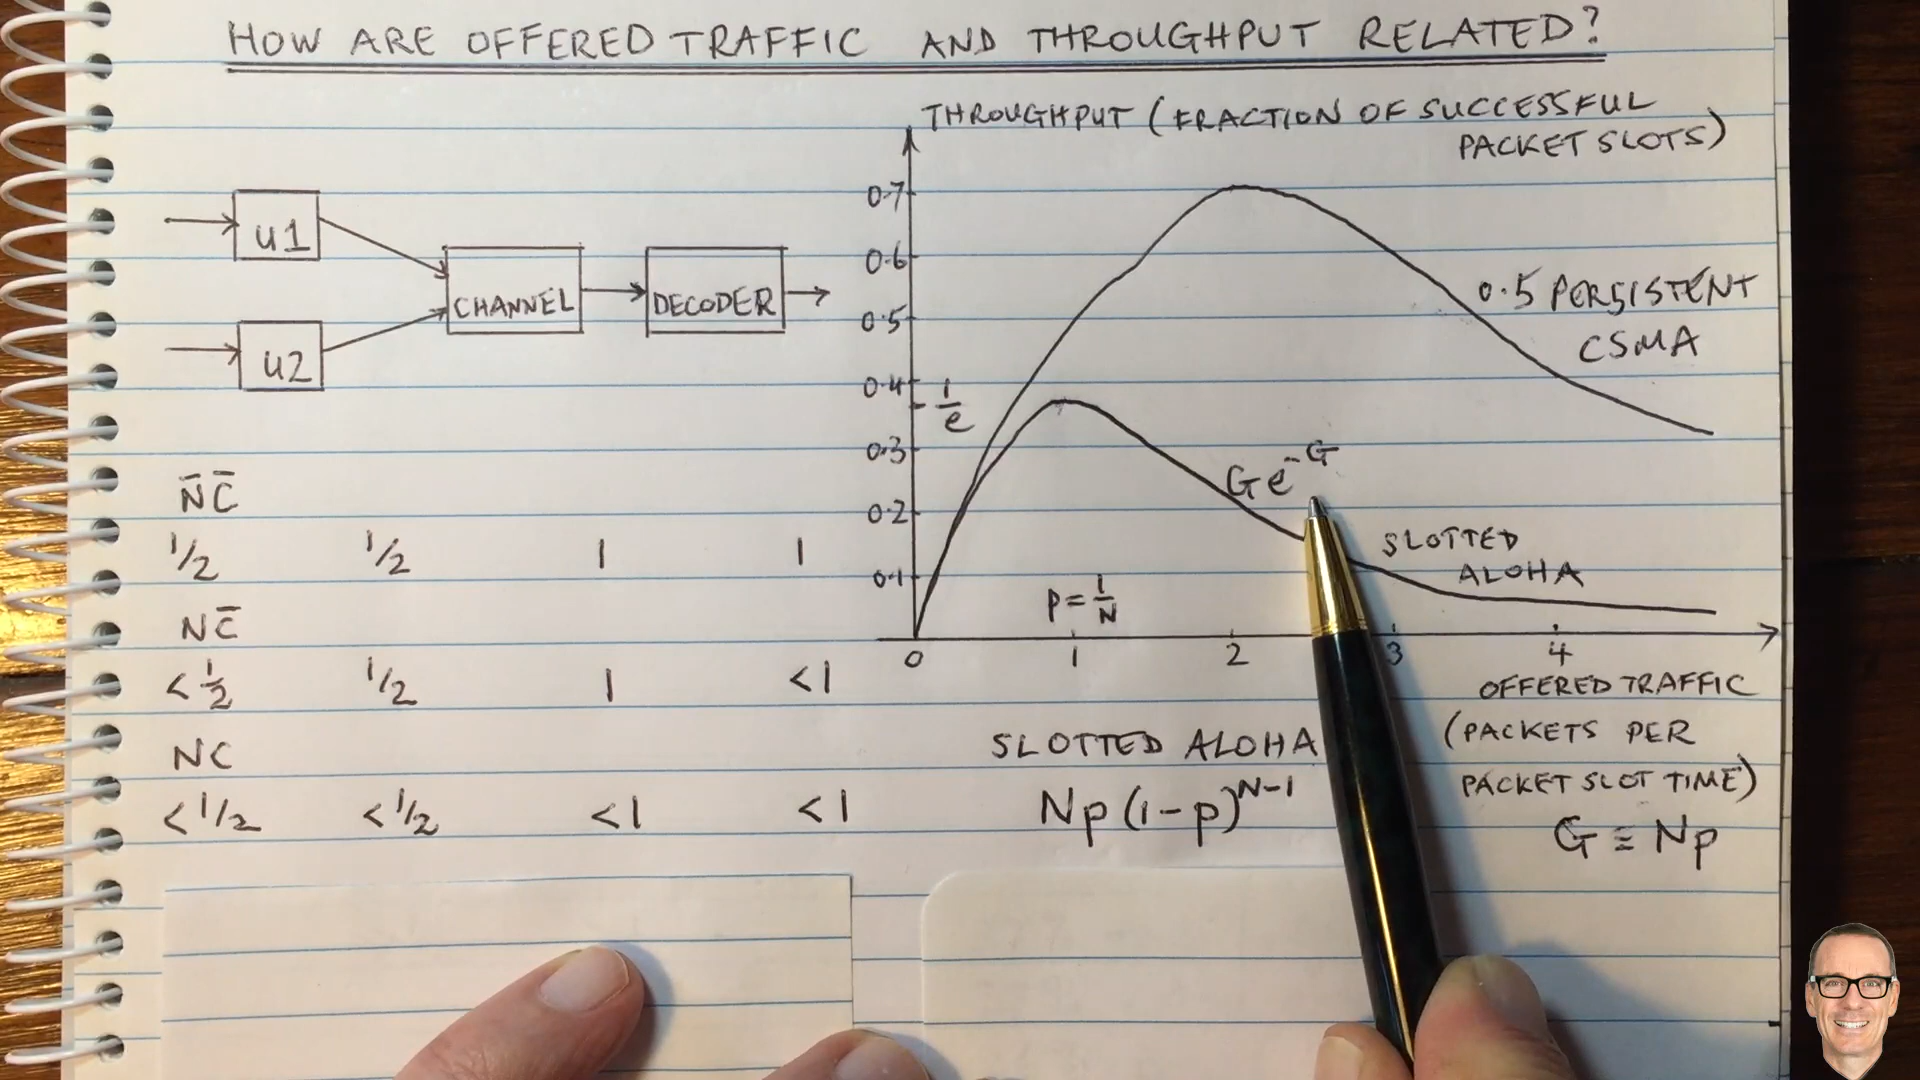 HOW ARE OFFERED TRAFFIC AND THROUGHPUT RELATED?
THROUGHPUT (FRACTION OF SUCCESSFUL
PACKET SLOTS)
u1
u2
CHANNEL
DECODER
0.7
0.6
0.5
0.4
1/e
0.3
0.2
0.1
0 1 2 3 4
0.5 PERSISTENT
CSMA
Ge^-G
SLOTTED
ALOHA
p = 1/N
OFFERED TRAFFIC
(PACKETS PER
PACKET SLOT TIME)
G ≡ Np
N̄ C̄
1/2 1/2 1 1
N C̄
<1/2 1/2 1 <1
NC
<1/2 <1/2 <1 <1
SLOTTED ALOHA
Np(1-p)^N-1